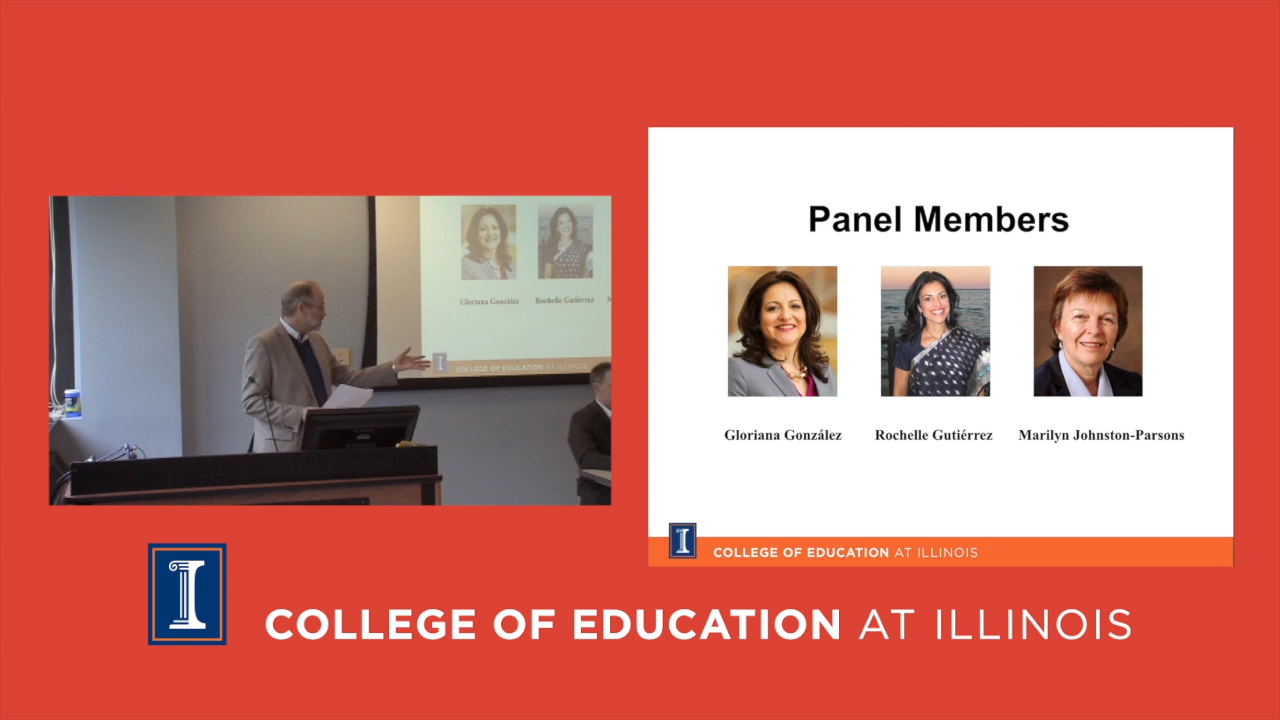 Gloriana González Rochelle Gutiérrez
COLLEGE OF EDUCATION AT ILLINOIS
Panel Members
Gloriana González Rochelle Gutiérrez Marilyn Johnston-Parsons
I COLLEGE OF EDUCATION AT ILLINOIS
I COLLEGE OF EDUCATION AT ILLINOIS